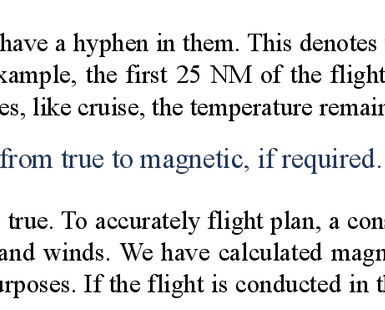 have a hyphen in them. This denotes
xample, the first 25 NM of the flight
es, like cruise, the temperature remain
from true to magnetic, if required.
true. To accurately flight plan, a cons
and winds. We have calculated magn
urposes. If the flight is conducted in th